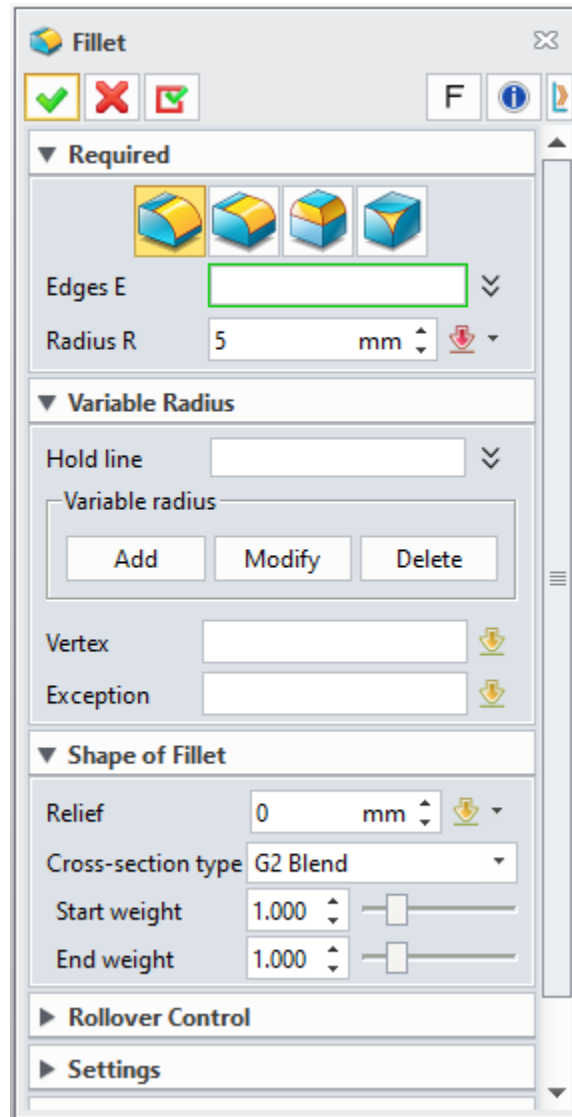 Fillet
F
Required
Edges E
Radius R 5 mm
Variable Radius
Hold line
Variable radius
Add Modify Delete
Vertex
Exception
Shape of Fillet
Relief 0 mm
Cross-section type G2 Blend
Start weight 1.000
End weight 1.000
Rollover Control
Settings